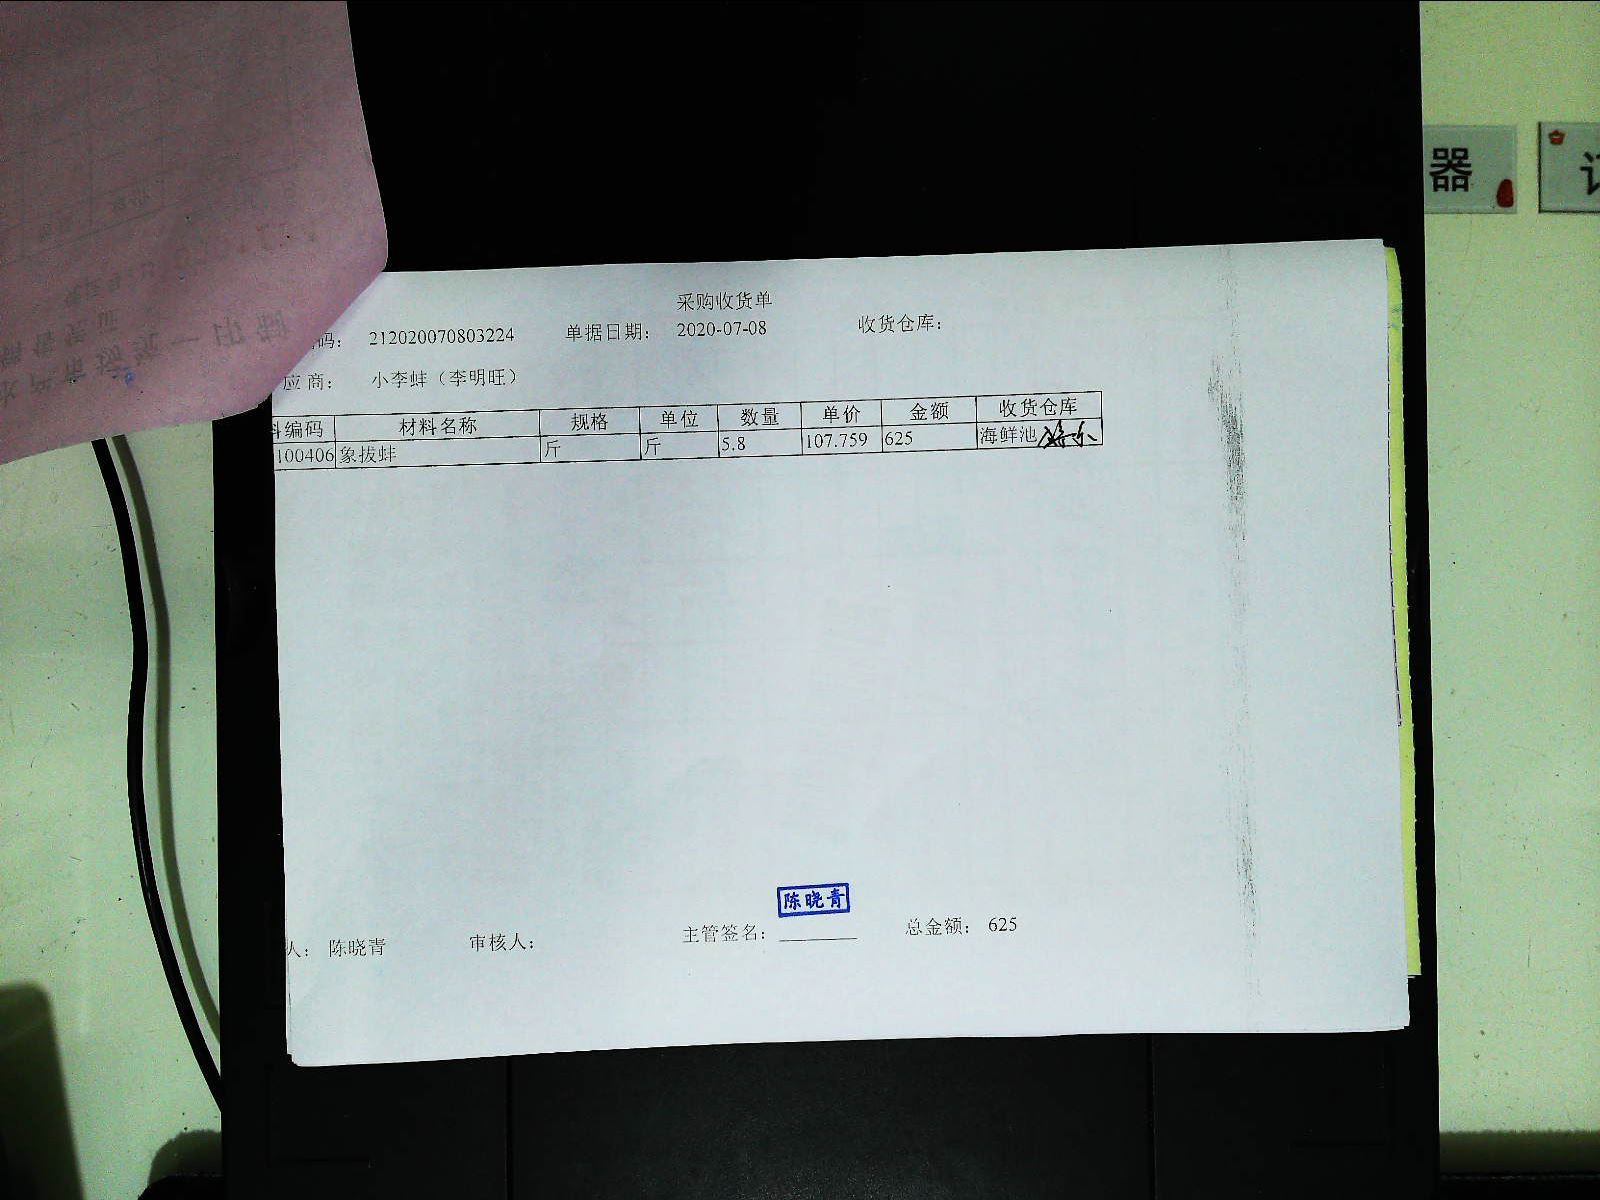 器
采购收货单
码： 212020070803224 单据日期： 2020-07-08 收货仓库：
应商： 小李蚌（李明旺）
编码 材料名称 规格 单位 数量 单价 金额 收货仓库
100406 象拔蚌 斤 斤 5.8 107.759 625 海鲜池
陈晓青
人： 陈晓青 审核人： 主管签名： 总金额： 625